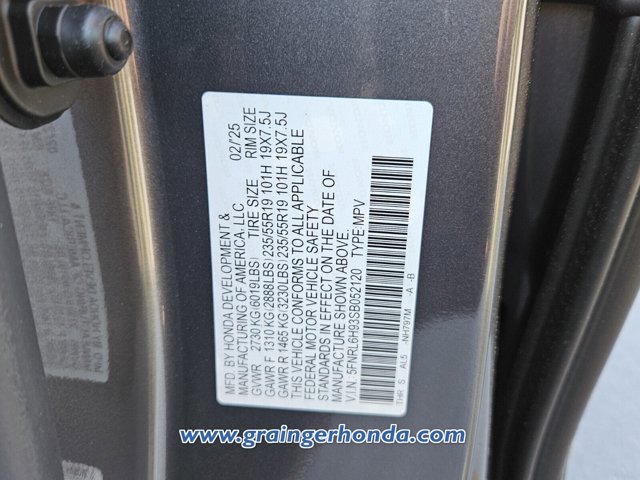 MFD. BY HONDA DEVELOPMENT & 02/'25
MANUFACTURING OF AMERICA, LLC
GVWR 2730 KG(6019LBS) TIRE SIZE RIM SIZE
GAWR F 1310 KG(2888LBS)235/55R19 101H 19X7.5J
GAWR R 1465 KG(3230LBS)235/55R19 101H 19X7.5J
THIS VEHICLE CONFORMS TO ALL APPLICABLE
FEDERAL MOTOR VEHICLE SAFETY
STANDARDS IN EFFECT ON THE DATE OF
MANUFACTURE SHOWN ABOVE.
V.I.N. 5FNRL6H93SB052120 TYPE:MPV
THR S AL5 -NH797M -A -B
www.graingerhonda.com